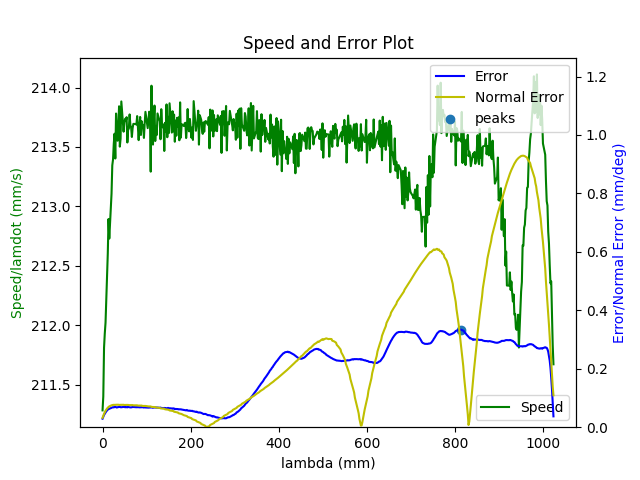 Speed and Error Plot
Speed/lamdot (mm/s)
214.0
213.5
213.0
212.5
212.0
211.5
Error
Normal Error
peaks
Speed
1.2
1.0
0.8
0.6
0.4
0.2
0.0
Error/Normal Error (mm/deg)
0 200 400 600 800 1000
lambda (mm)